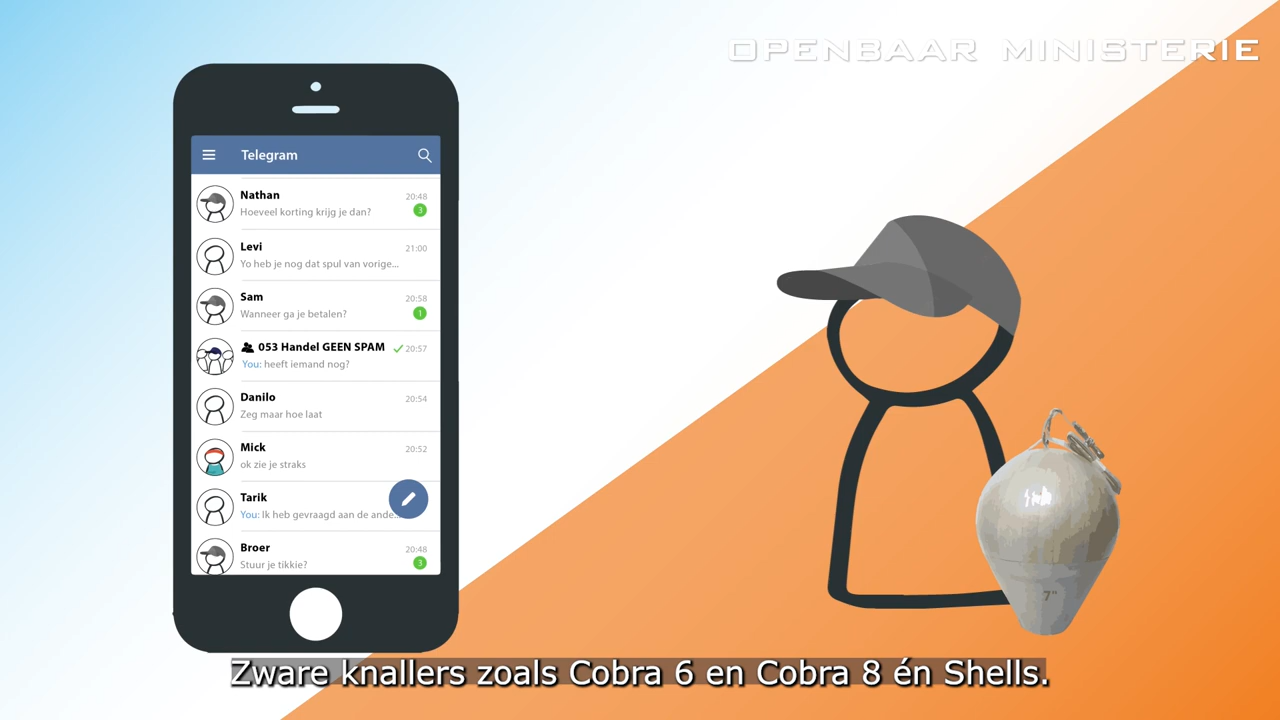 OPENBAAR MINISTERIE
Telegram
Nathan 20:48
Hoeveel korting krijg je dan? 3
Levi 21:00
Yo heb je nog dat spul van vorige...
Sam 20:58
Wanneer ga je betalen? 1
053 Handel GEEN SPAM 20:57
You: heeft iemand nog?
Danilo 20:54
Zeg maar hoe laat
Mick 20:52
ok zie je straks
Tarik
You: Ik heb gevraagd aan de ande...
Broer 20:48
Stuur je tikkie? 3
7"
Zware knallers zoals Cobra 6 en Cobra 8 én Shells.